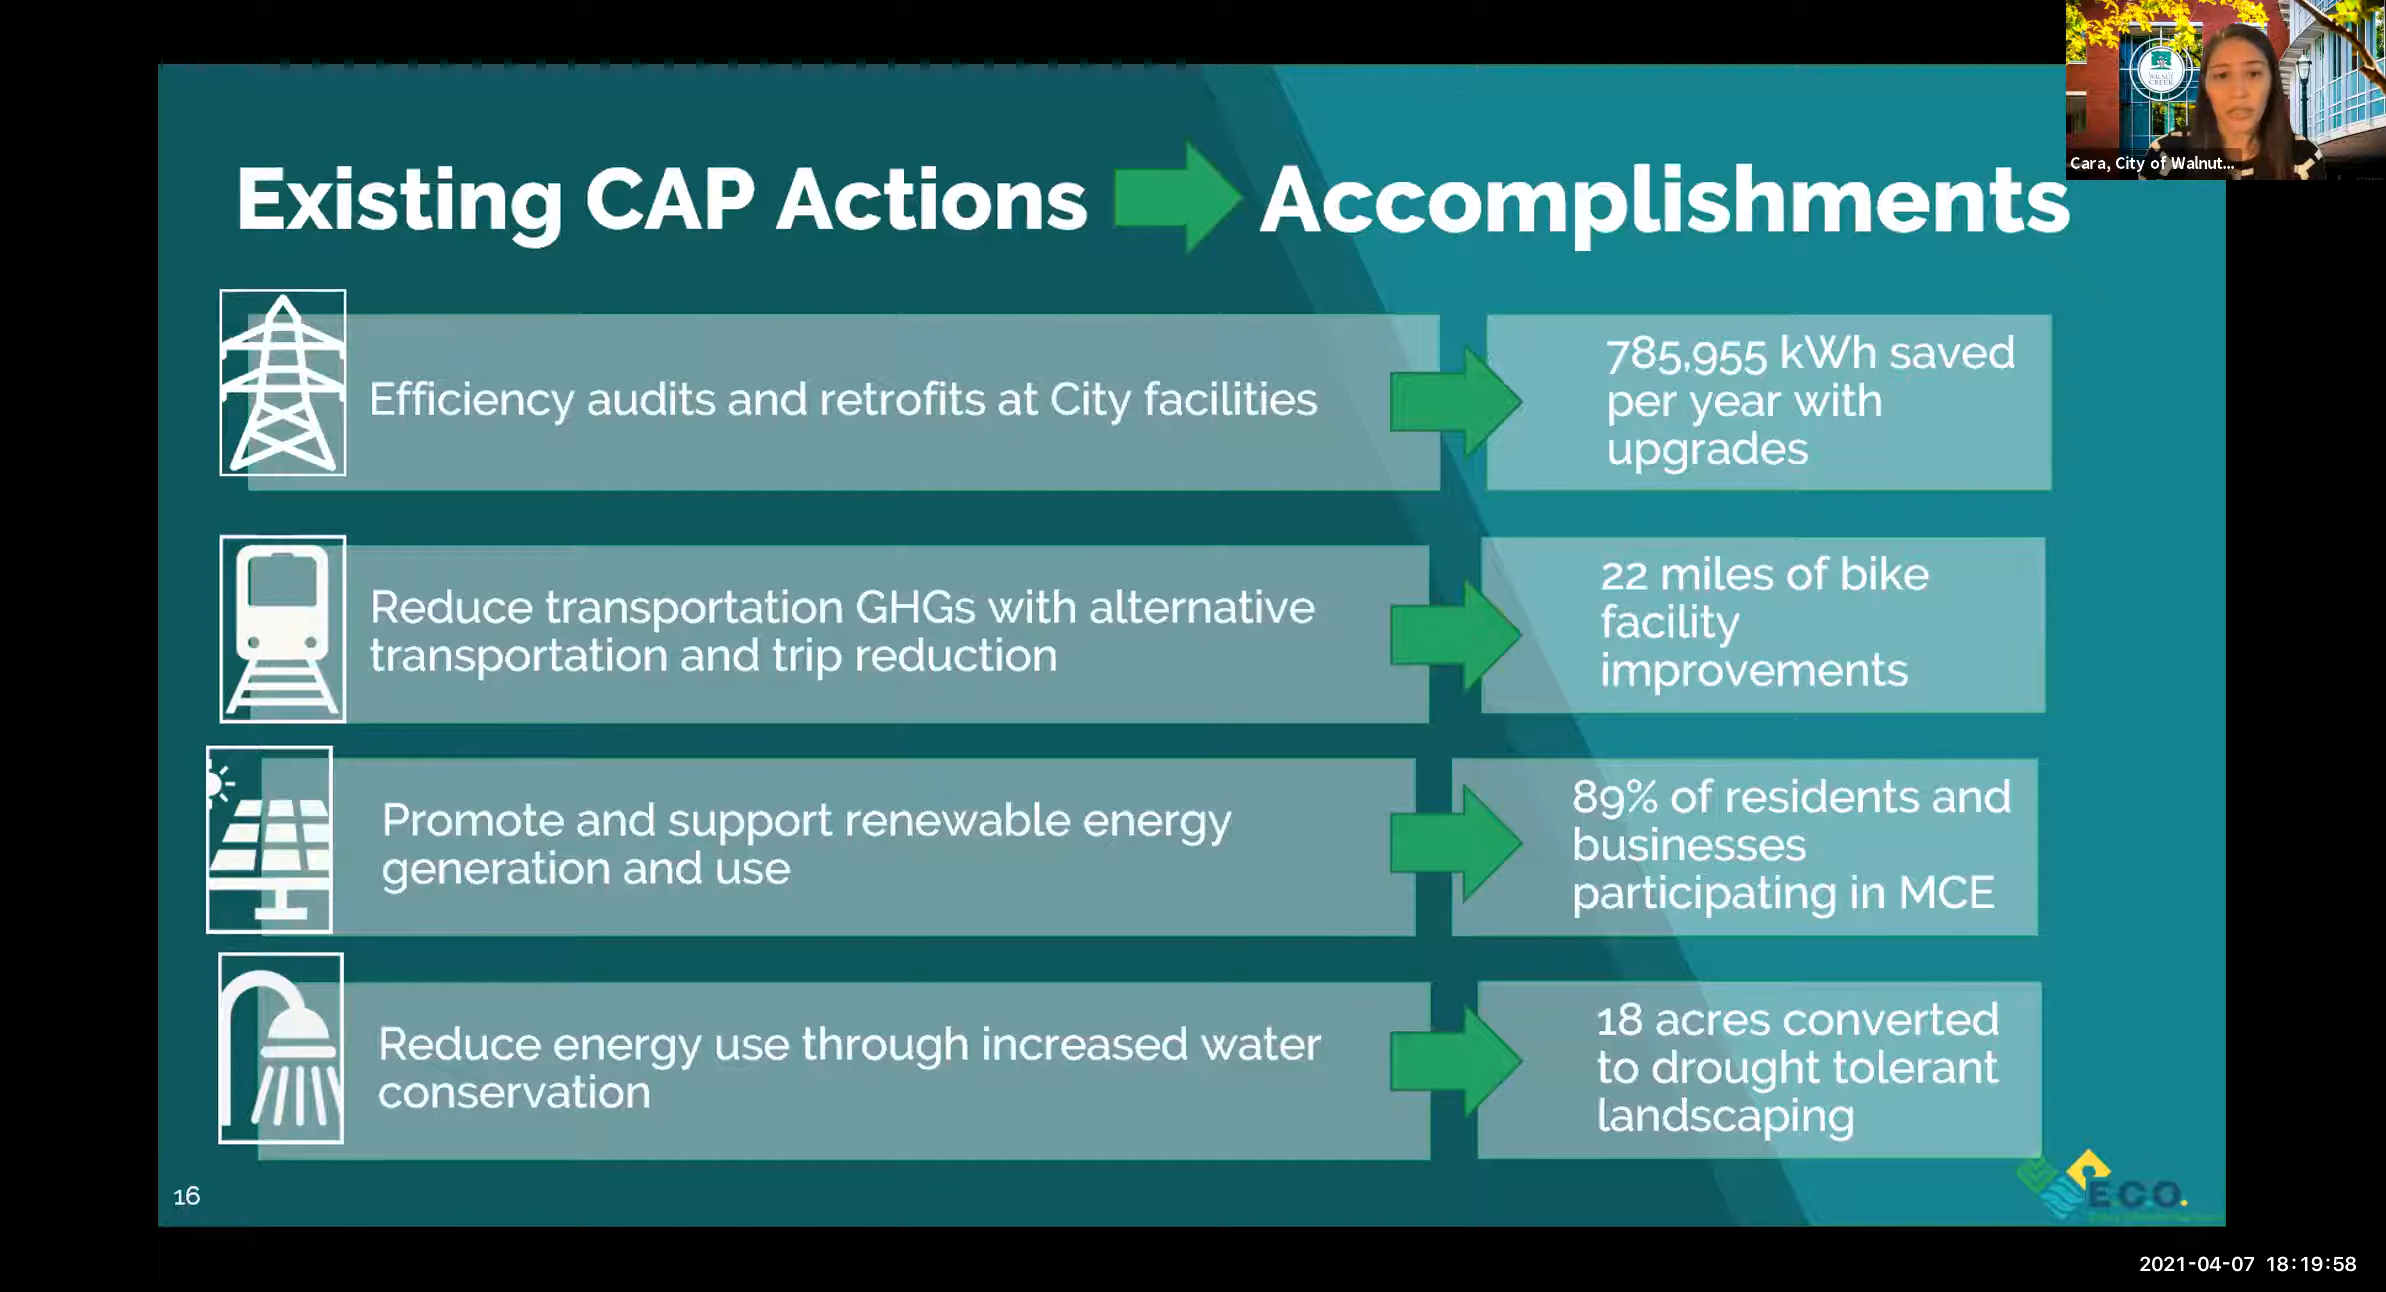 Existing CAP Actions
Accomplishments
Cara, City of Walnut...
WALNUT
CREEK
Efficiency audits and retrofits at City facilities
785,955 kWh saved
per year with
upgrades
Reduce transportation GHGs with alternative
transportation and trip reduction
22 miles of bike
facility
improvements
Promote and support renewable energy
generation and use
89% of residents and
businesses
participating in MCE
Reduce energy use through increased water
conservation
18 acres converted
to drought tolerant
landscaping
16
E.C.O.
2021-04-07 18:19:58